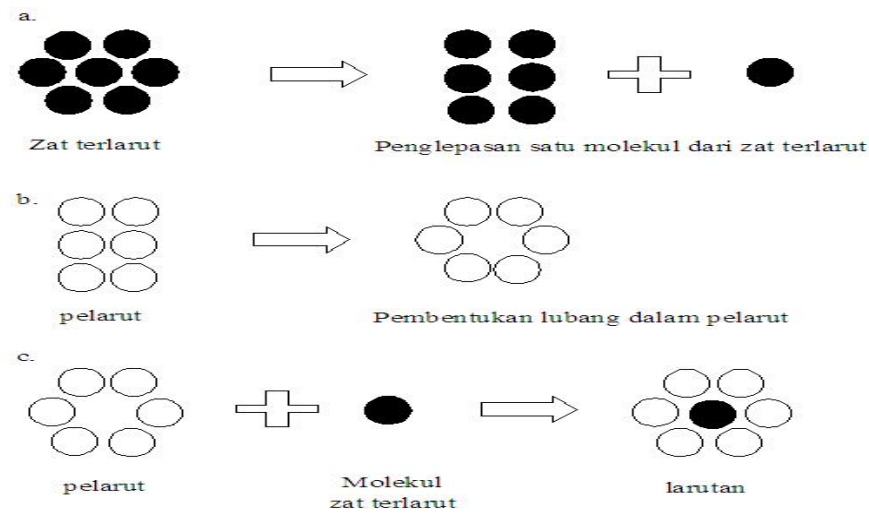 a.
Zat terlarut
Penglepasan satu molekul dari zat terlarut
b.
pelarut
Pembentukan lubang dalam pelarut
c.
pelarut
Molekul
zat terlarut
larutan